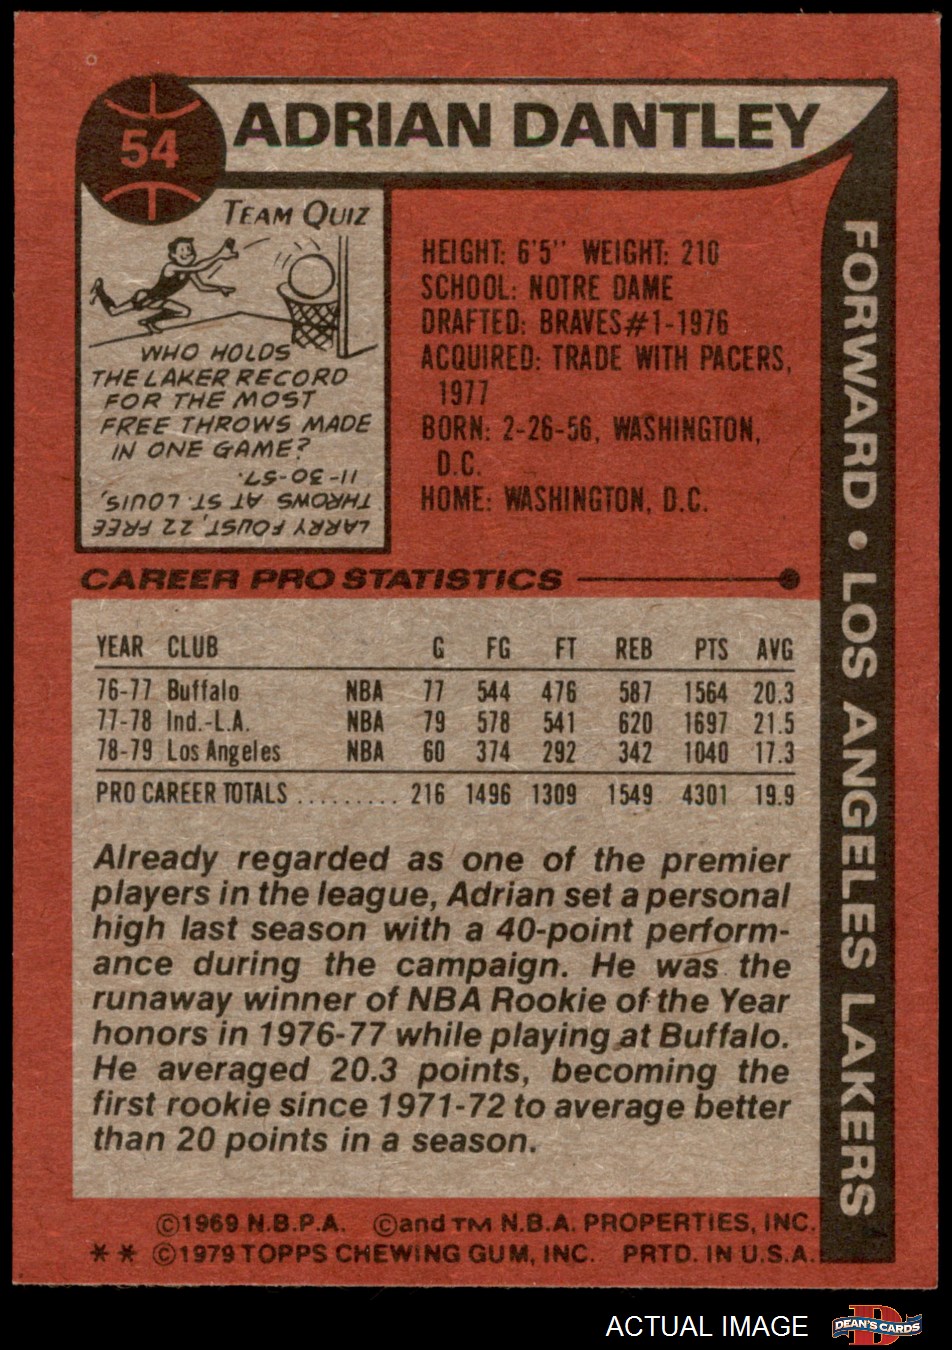 54
ADRIAN DANTLEY
TEAM QUIZ
WHO HOLDS
THE LAKER RECORD
FOR THE MOST
FREE THROWS MADE
IN ONE GAME?
LARRY FOUST, 22 FREE
THROWS AT ST. LOUIS,
11-30-57.
HEIGHT: 6'5" WEIGHT: 210
SCHOOL: NOTRE DAME
DRAFTED: BRAVES#1-1976
ACQUIRED: TRADE WITH PACERS,
1977
BORN: 2-26-56, WASHINGTON,
D.C.
HOME: WASHINGTON, D.C.
FORWARD • LOS ANGELES LAKERS
CAREER PRO STATISTICS
YEAR CLUB G FG FT REB PTS AVG
76-77 Buffalo NBA 77 544 476 587 1564 20.3
77-78 Ind.-L.A. NBA 79 578 541 620 1697 21.5
78-79 Los Angeles NBA 60 374 292 342 1040 17.3
PRO CAREER TOTALS ......... 216 1496 1309 1549 4301 19.9
Already regarded as one of the premier
players in the league, Adrian set a personal
high last season with a 40-point perform-
ance during the campaign. He was the
runaway winner of NBA Rookie of the Year
honors in 1976-77 while playing at Buffalo.
He averaged 20.3 points, becoming the
first rookie since 1971-72 to average better
than 20 points in a season.
©1969 N.B.P.A. ©and TM N.B.A. PROPERTIES, INC.
** ©1979 TOPPS CHEWING GUM, INC. PRTD. IN U.S.A.
ACTUAL IMAGE
D
DEAN'S CARDS